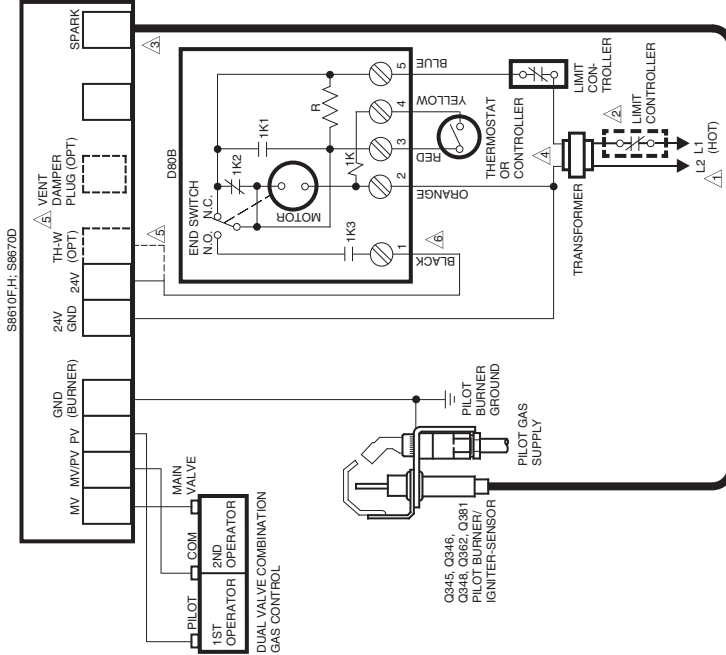 S8610F,H; S8670D
MV
MV/PV
PV
GND
(BURNER)
24V
GND
24V
TH-W
(OPT)
5
VENT
DAMPER
PLUG (OPT)
SPARK
3
5
MAIN
VALVE
PILOT
COM
1ST
OPERATOR
2ND
OPERATOR
DUAL VALVE COMBINATION
GAS CONTROL
D80B
END SWITCH
N.O.
N.C.
1K2
1K1
R
MOTOR
1K
1K3
1
2
3
4
5
BLACK
6
ORANGE
RED
YELLOW
BLUE
THERMOSTAT
OR
CONTROLLER
LIMIT
CON-
TROLLER
4
TRANSFORMER
2
LIMIT
CONTROLLER
L2
L1
(HOT)
1
PILOT
BURNER
GROUND
PILOT GAS
SUPPLY
Q345, Q346,
Q348, Q362, Q381
PILOT BURNER/
IGNITER-SENSOR